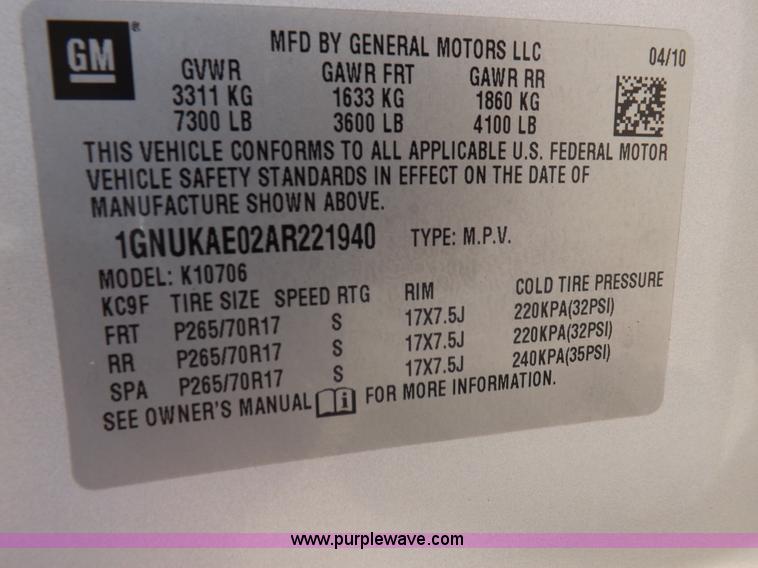 GM
®
MFD BY GENERAL MOTORS LLC 04/10
GVWR GAWR FRT GAWR RR
3311 KG 1633 KG 1860 KG
7300 LB 3600 LB 4100 LB
THIS VEHICLE CONFORMS TO ALL APPLICABLE U.S. FEDERAL MOTOR
VEHICLE SAFETY STANDARDS IN EFFECT ON THE DATE OF
MANUFACTURE SHOWN ABOVE.
1GNUKAE02AR221940 TYPE: M.P.V.
MODEL: K10706
KC9F TIRE SIZE SPEED RTG RIM COLD TIRE PRESSURE
FRT P265/70R17 S 17X7.5J 220KPA(32PSI)
RR P265/70R17 S 17X7.5J 220KPA(32PSI)
SPA P265/70R17 S 17X7.5J 240KPA(35PSI)
SEE OWNER'S MANUAL i FOR MORE INFORMATION.
www.purplewave.com